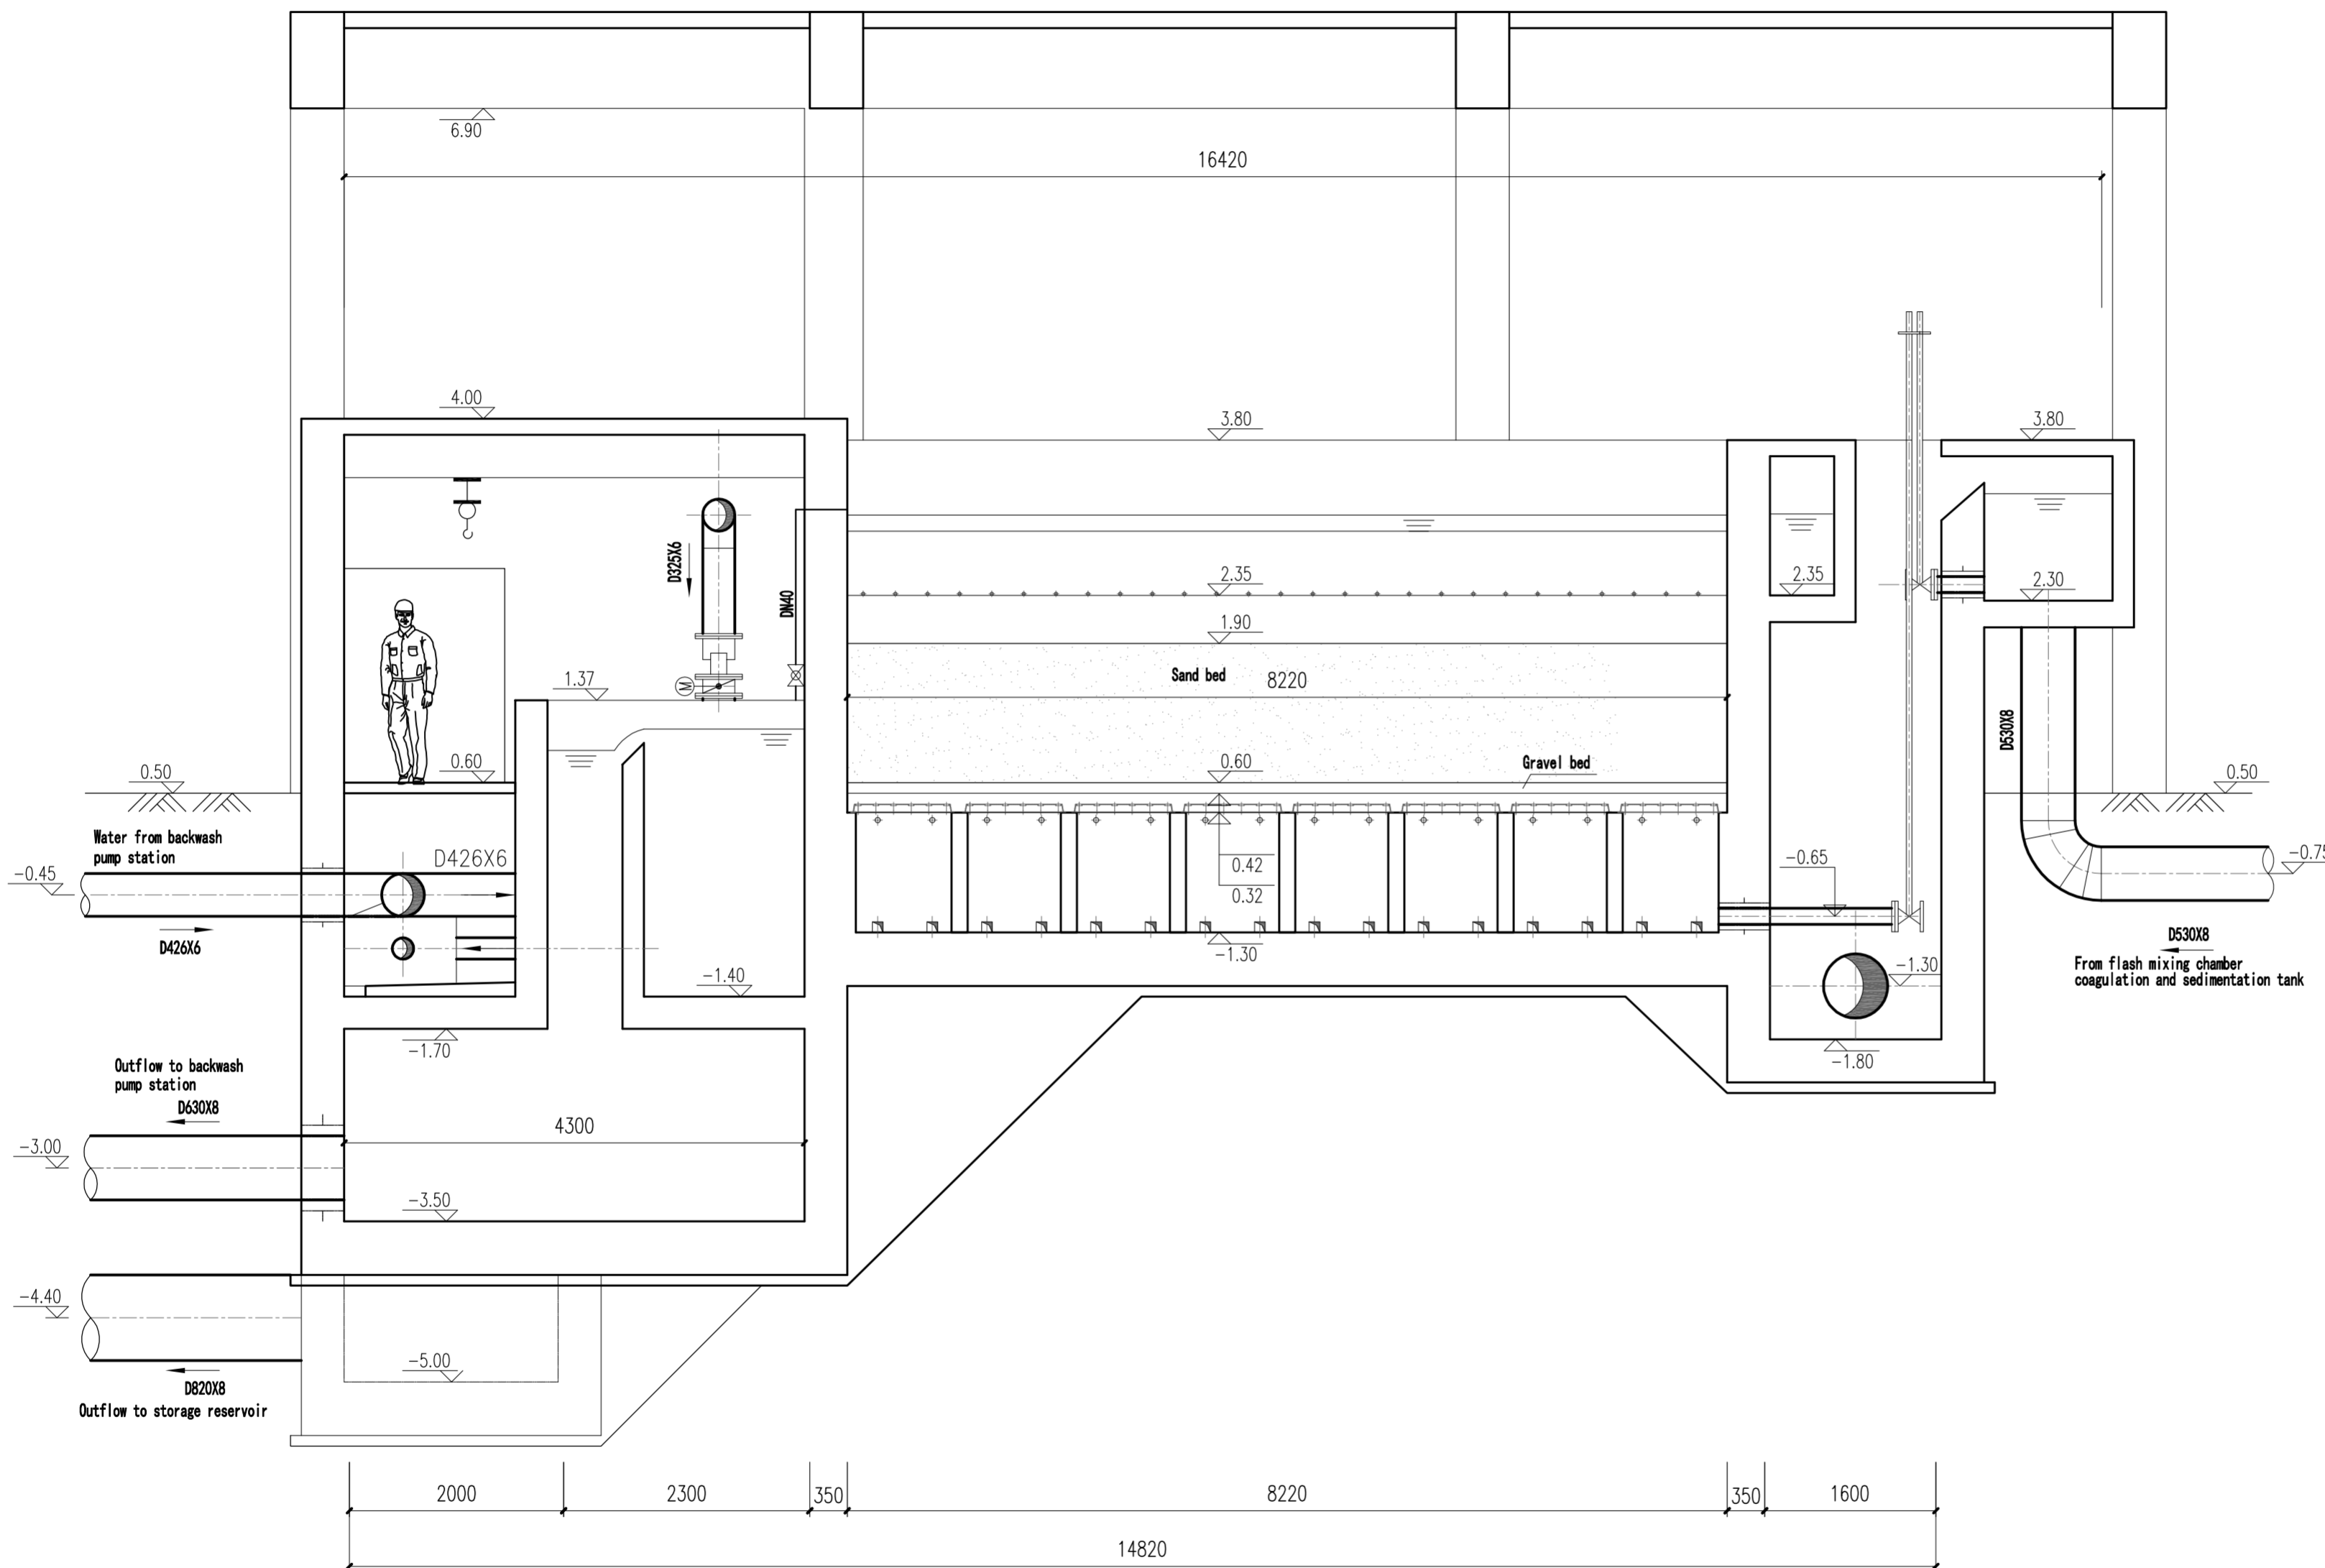 6.90
16420
4.00
3.80
3.80
D325X6
DN40
2.35
2.35
2.30
1.90
Sand bed
8220
1.37
M
D530X8
0.60
0.60
Gravel bed
0.50
0.50
Water from backwash
pump station
D426X6
-0.45
0.42
0.32
-0.65
-0.75
D426X6
D530X8
From flash mixing chamber
coagulation and sedimentation tank
-1.30
-1.30
-1.40
-1.70
-1.80
Outflow to backwash
pump station
D630X8
4300
-3.00
-3.50
-4.40
-5.00
D820X8
Outflow to storage reservoir
2000
2300
350
8220
350
1600
14820